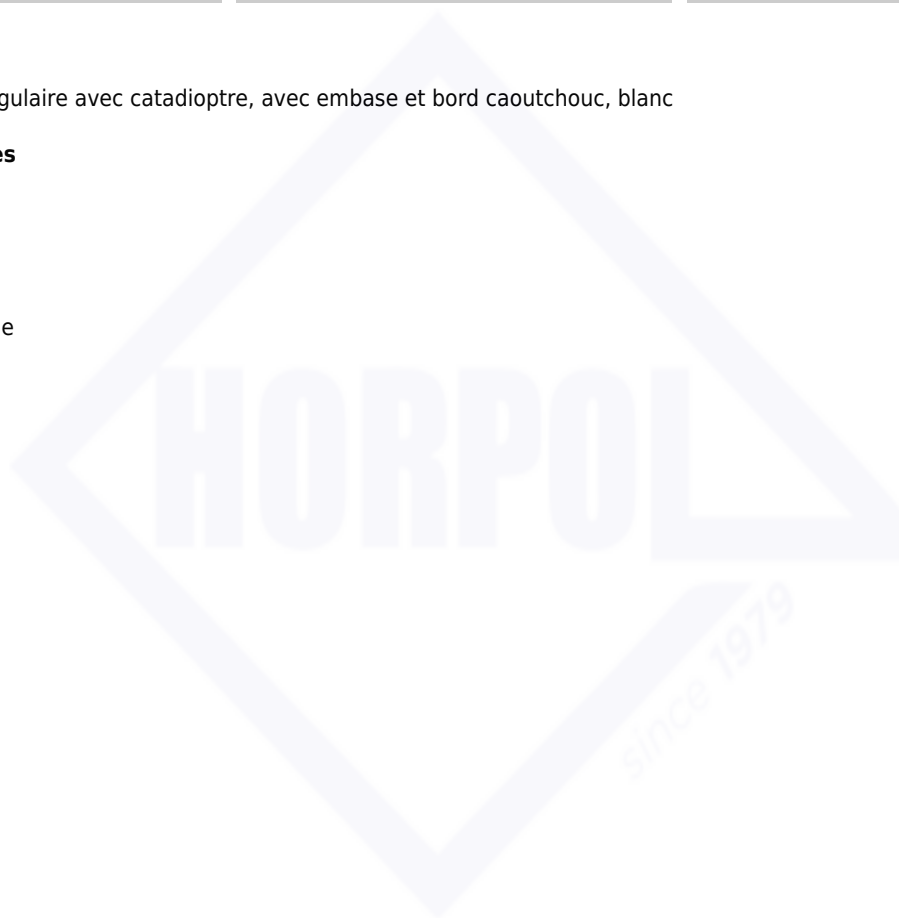 gulaire avec catadioptre, avec embase et bord caoutchouc, blanc
es
e
HORPOL
since 1979